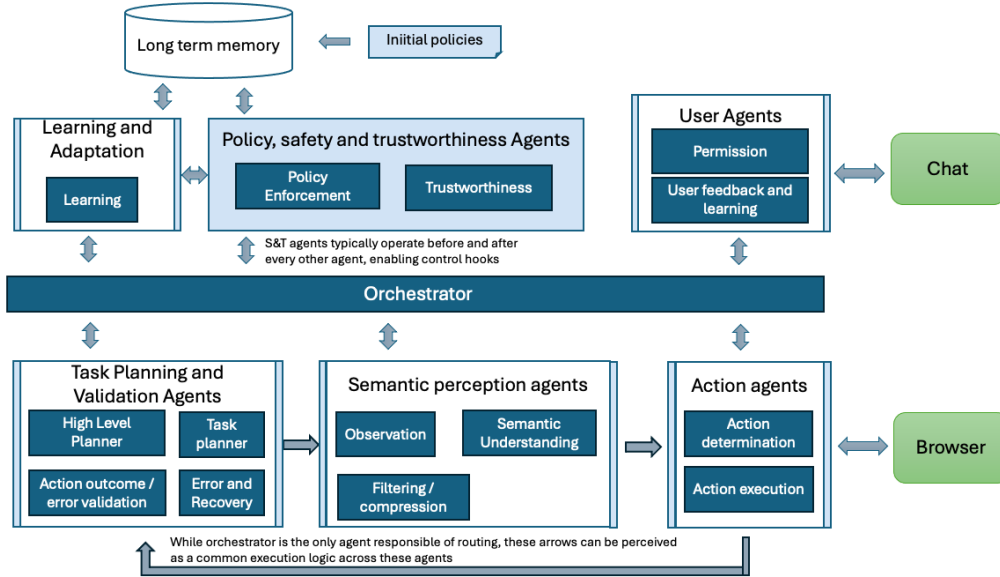 Long term memory
Iniitial policies
Learning and
Adaptation
Learning
Policy, safety and trustworthiness Agents
Policy
Enforcement
Trustworthiness
User Agents
Permission
User feedback and
learning
Chat
S&T agents typically operate before and after
every other agent, enabling control hooks
Orchestrator
Task Planning and
Validation Agents
High Level
Planner
Task
planner
Action outcome /
error validation
Error and
Recovery
Semantic perception agents
Observation
Semantic
Understanding
Filtering /
compression
Action agents
Action
determination
Action execution
Browser
While orchestrator is the only agent responsible of routing, these arrows can be perceived
as a common execution logic across these agents